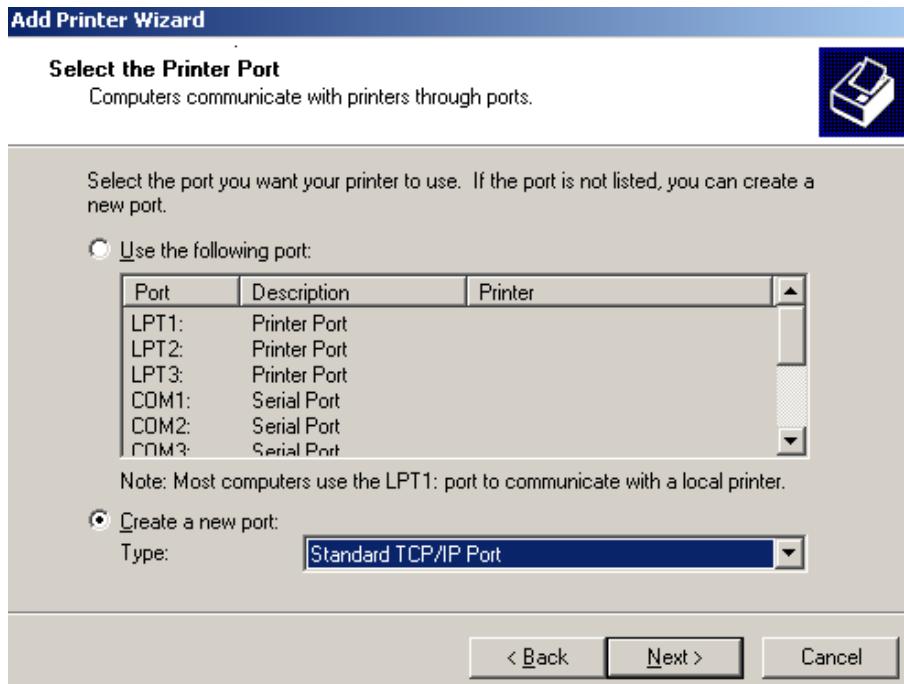 Add Printer Wizard
Select the Printer Port
Computers communicate with printers through ports.
Select the port you want your printer to use. If the port is not listed, you can create a
new port.
Use the following port:
Port Description Printer
LPT1: Printer Port
LPT2: Printer Port
LPT3: Printer Port
COM1: Serial Port
COM2: Serial Port
COM3: Serial Port
Note: Most computers use the LPT1: port to communicate with a local printer.
Create a new port:
Type: Standard TCP/IP Port
< Back Next > Cancel